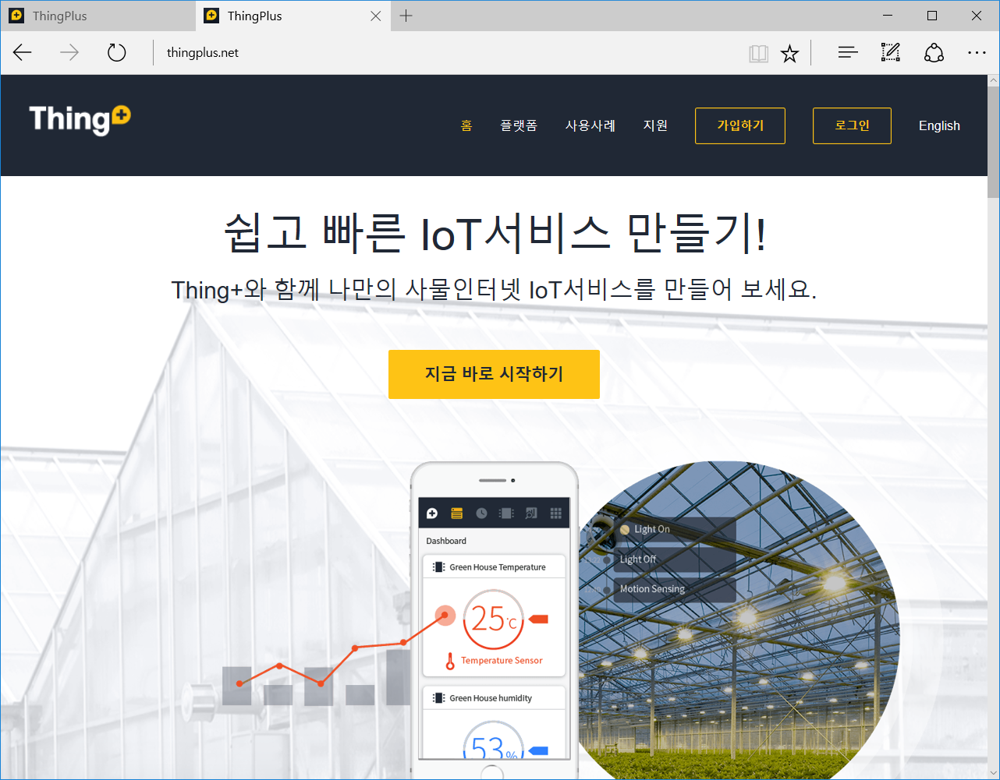 ThingPlus
ThingPlus
thingplus.net
Thing+
홈 플랫폼 사용사례 지원 가입하기 로그인 English
쉽고 빠른 IoT서비스 만들기!
Thing+와 함께 나만의 사물인터넷 IoT서비스를 만들어 보세요.
지금 바로 시작하기
Dashboard
Green House Temperature
25°C
Temperature Sensor
Green House humidity
53%
Light On
Light Off
Motion Sensing